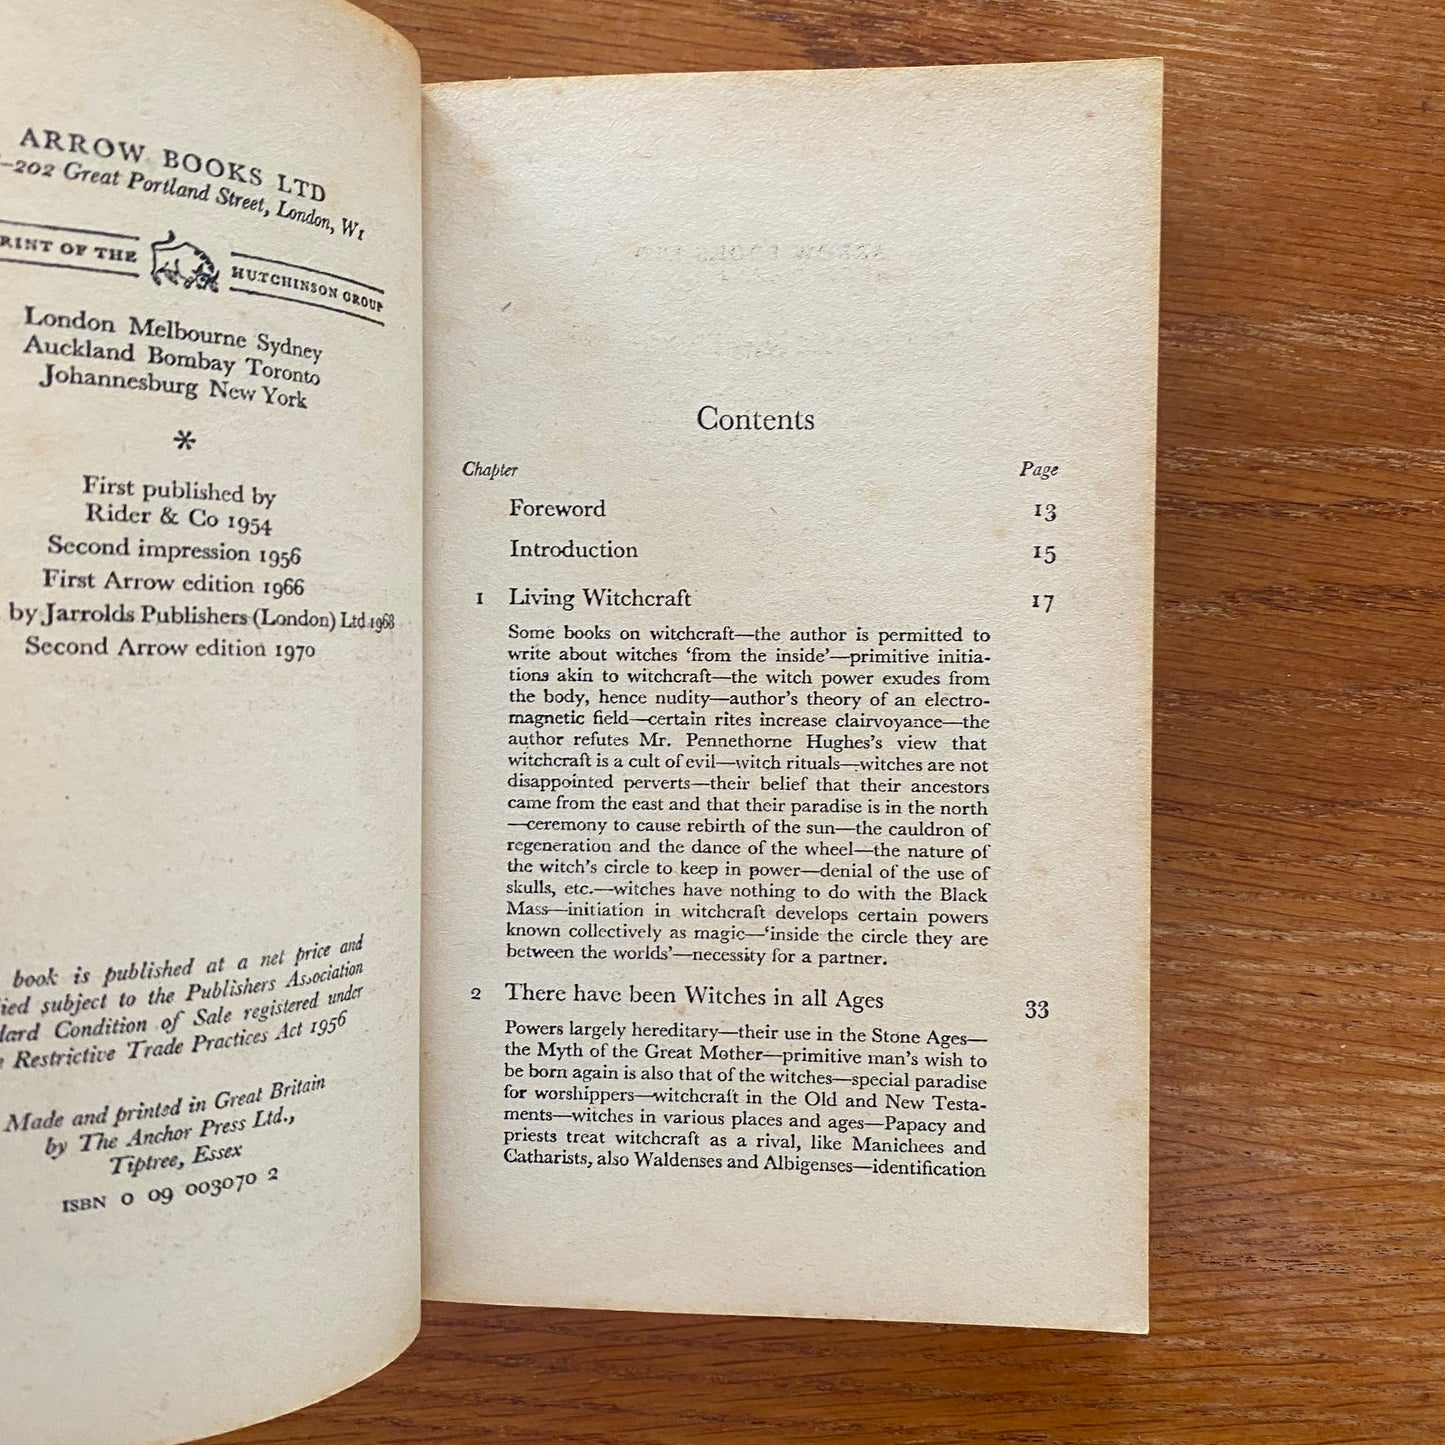 ARROW BOOKS LTD
-202 Great Portland Street, London, W1
RINT OF THE HUTCHINSON GROUP
London Melbourne Sydney
Auckland Bombay Toronto
Johannesburg New York
*
First published by
Rider & Co 1954
Second impression 1956
First Arrow edition 1966
by Jarrolds Publishers (London) Ltd 1968
Second Arrow edition 1970
book is published at a net price and
subject to the Publishers Association
Condition of Sale registered under
Restrictive Trade Practices Act 1956
Made and printed in Great Britain
by The Anchor Press Ltd.,
Tiptree, Essex
ISBN 0 09 003070 2
Contents
Chapter Page
Foreword 13
Introduction 15
1 Living Witchcraft 17
Some books on witchcraft—the author is permitted to
write about witches ‘from the inside’—primitive initia-
tions akin to witchcraft—the witch power exudes from
the body, hence nudity—author’s theory of an electro-
magnetic field—certain rites increase clairvoyance—the
author refutes Mr. Pennethorne Hughes’s view that
witchcraft is a cult of evil—witch rituals—witches are not
disappointed perverts—their belief that their ancestors
came from the east and that their paradise is in the north
—ceremony to cause rebirth of the sun—the cauldron of
regeneration and the dance of the wheel—the nature of
the witch’s circle to keep in power—denial of the use of
skulls, etc.—witches have nothing to do with the Black
Mass—initiation in witchcraft develops certain powers
known collectively as magic—‘inside the circle they are
between the worlds’—necessity for a partner.
2 There have been Witches in all Ages 33
Powers largely hereditary—their use in the Stone Ages—
the Myth of the Great Mother—primitive man’s wish to
be born again is also that of the witches—special paradise
for worshippers—witchcraft in the Old and New Testa-
ments—witches in various places and ages—Papacy and
priests treat witchcraft as a rival, like Manichees and
Catharists, also Waldenses and Albigenses—identification